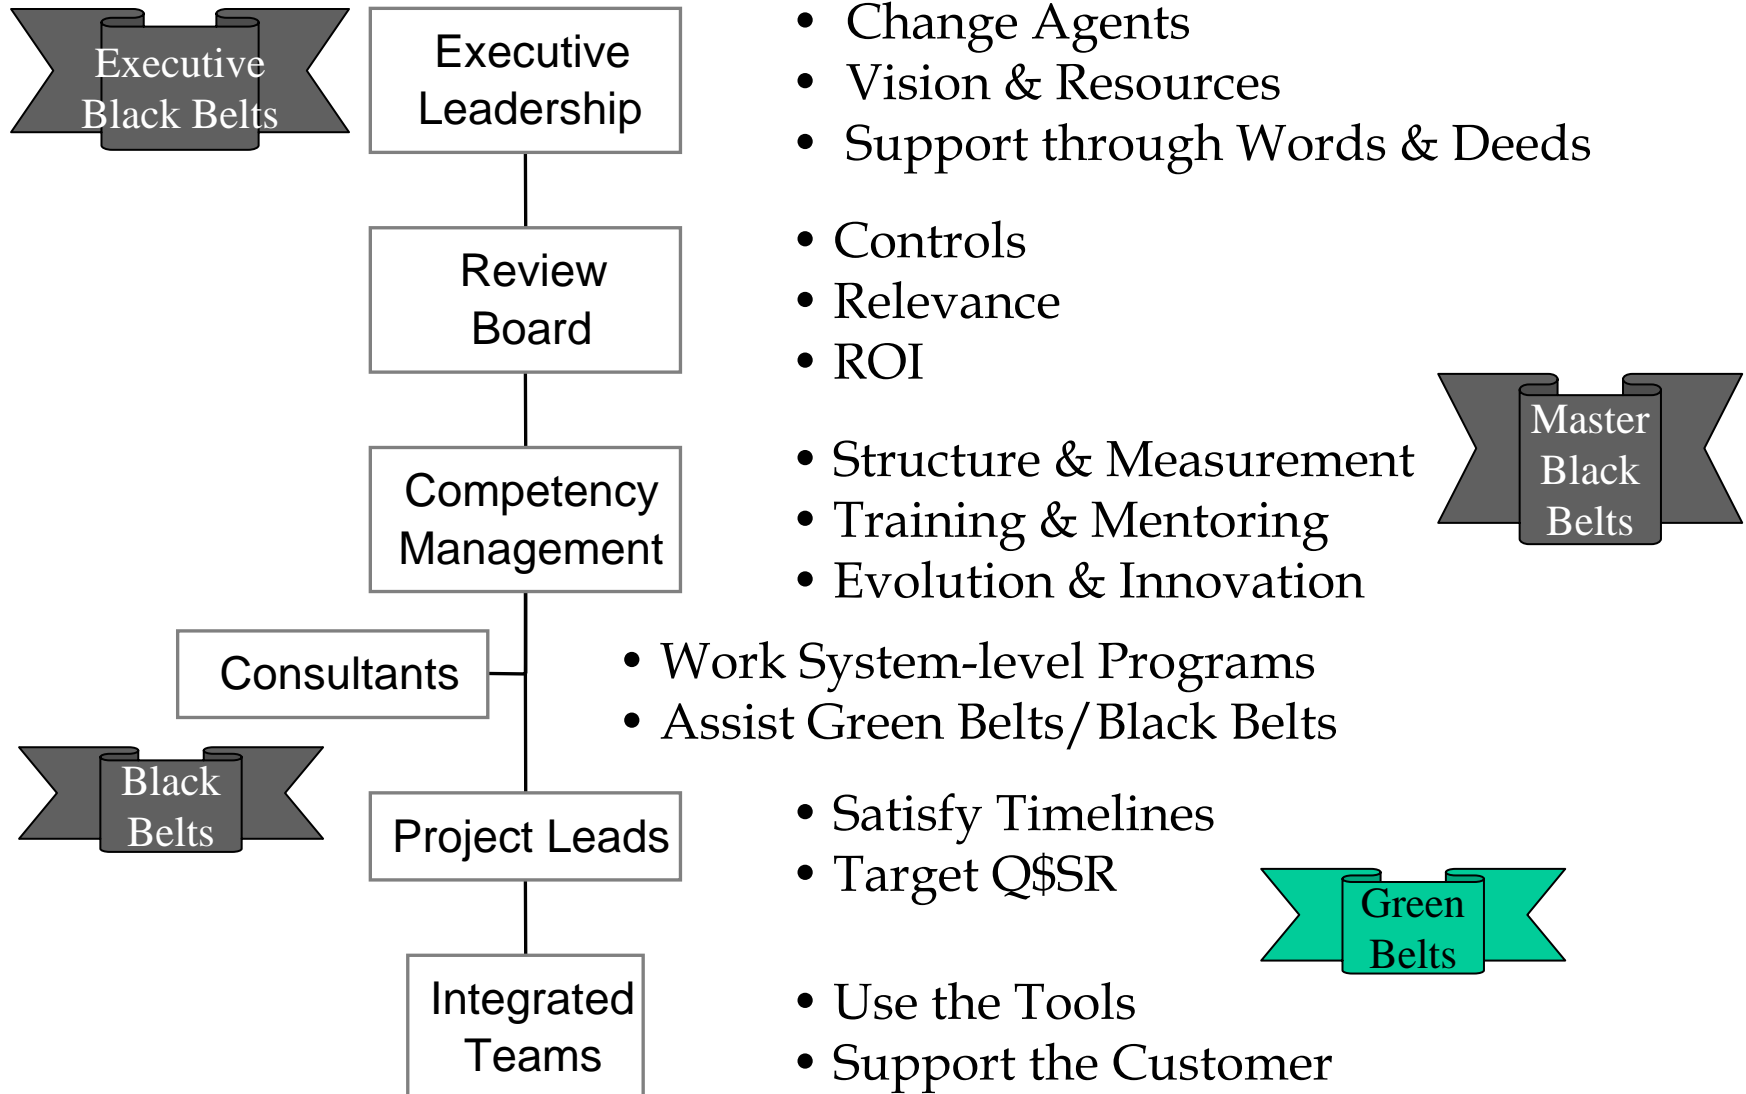 Executive
Black Belts
Executive
Leadership
• Change Agents
• Vision & Resources
• Support through Words & Deeds
Review
Board
• Controls
• Relevance
• ROI
Competency
Management
• Structure & Measurement
• Training & Mentoring
• Evolution & Innovation
Master
Black
Belts
Consultants
• Work System-level Programs
• Assist Green Belts/Black Belts
Black
Belts
Project Leads
• Satisfy Timelines
• Target Q$SR
Green
Belts
Integrated
Teams
• Use the Tools
• Support the Customer